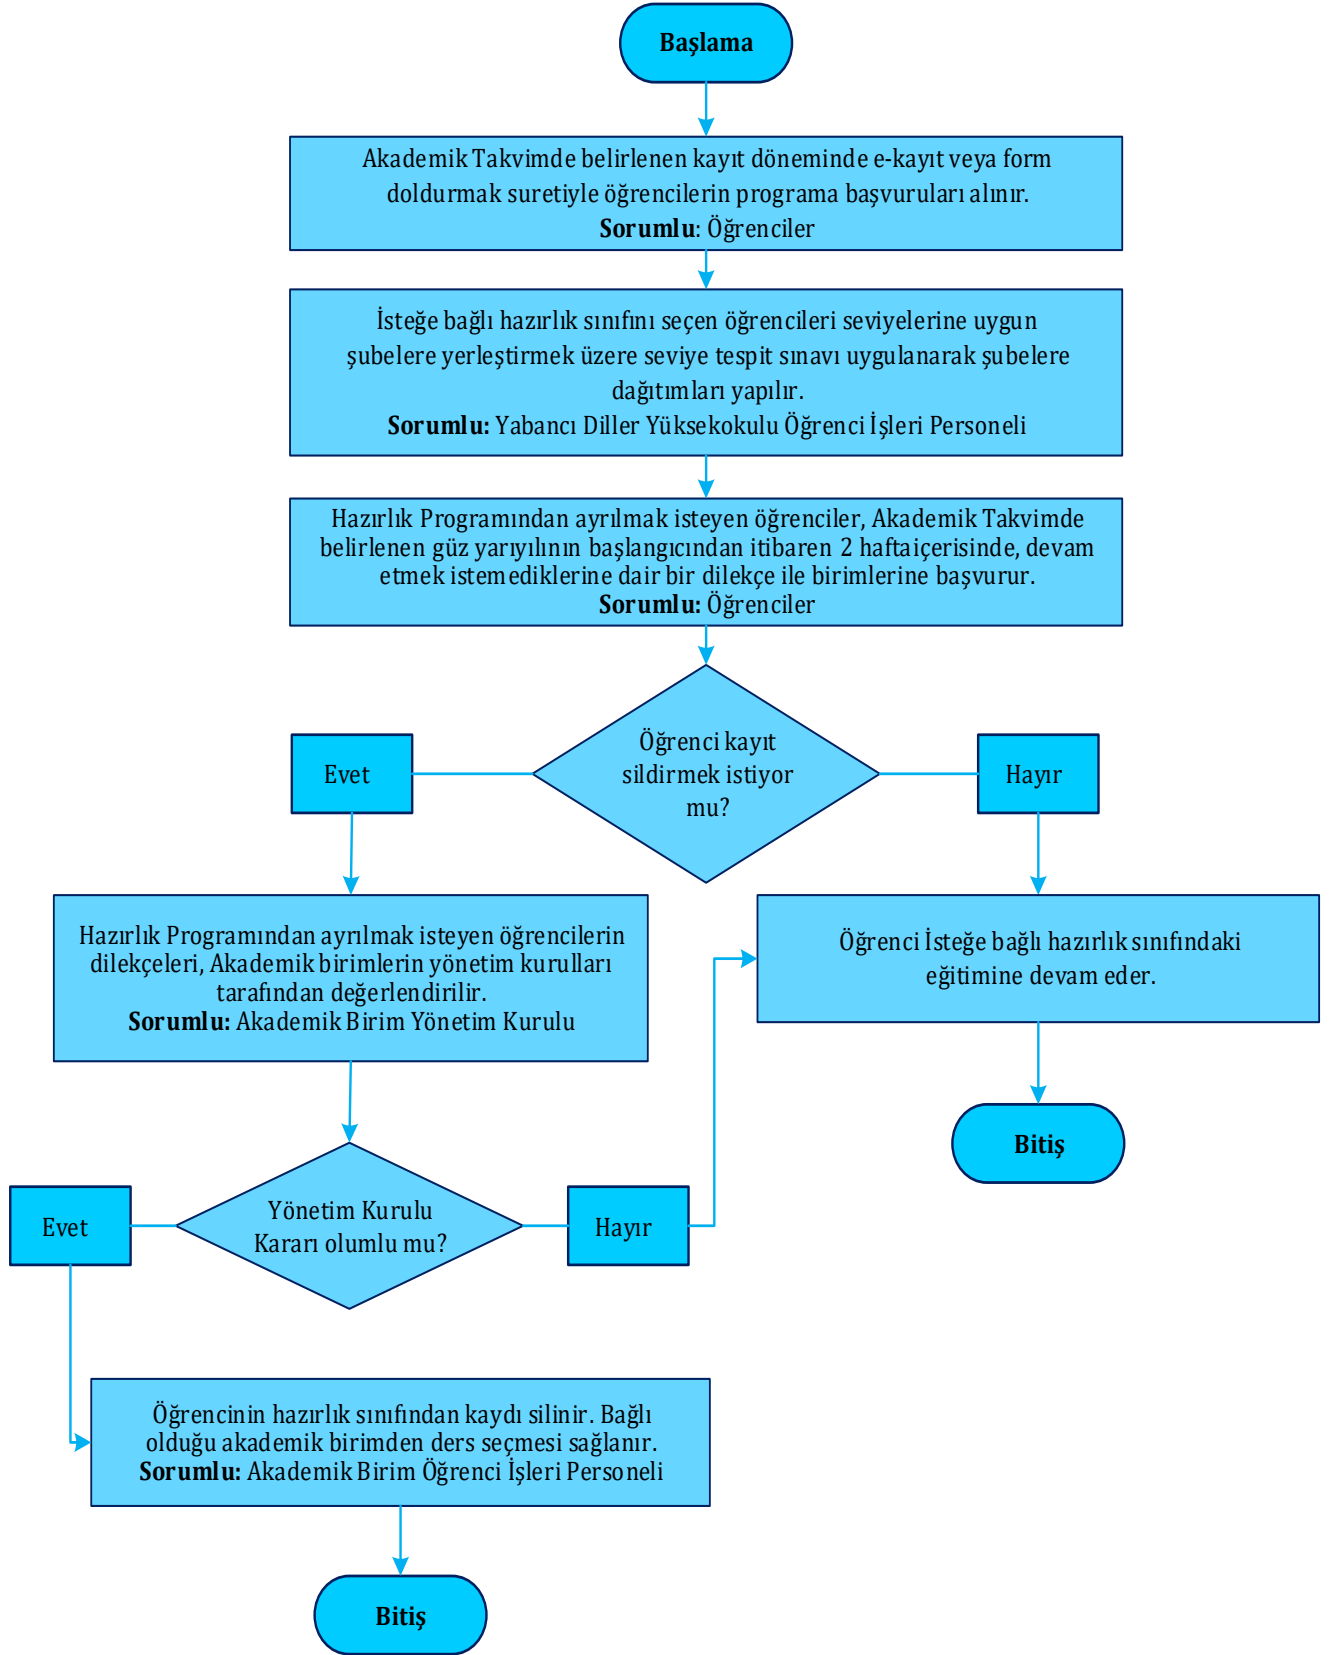 Başlama
Akademik Takvimde belirlenen kayıt döneminde e-kayıt veya form
doldurmak suretiyle öğrencilerin programa başvuruları alınır.
Sorumlu: Öğrenciler
İsteğe bağlı hazırlık sınıfını seçen öğrencileri seviyelerine uygun
şubelere yerleştirmek üzere seviye tespit sınavı uygulanarak şubelere
dağıtımları yapılır.
Sorumlu: Yabancı Diller Yüksekokulu Öğrenci İşleri Personeli
Hazırlık Programından ayrılmak isteyen öğrenciler, Akademik Takvimde
belirlenen güz yarıyılının başlangıcından itibaren 2 haftaiçerisinde, devam
etmek istemediklerine dair bir dilekçe ile birimlerine başvurur.
Sorumlu: Öğrenciler
Öğrenci kayıt
sildirmek istiyor
mu?
Evet
Hayır
Hazırlık Programından ayrılmak isteyen öğrencilerin
dilekçeleri, Akademik birimlerin yönetim kurulları
tarafından değerlendirilir.
Sorumlu: Akademik Birim Yönetim Kurulu
Öğrenci İsteğe bağlı hazırlık sınıfındaki
eğitimine devam eder.
Bitiş
Yönetim Kurulu
Kararı olumlu mu?
Evet
Hayır
Öğrencinin hazırlık sınıfından kaydı silinir. Bağlı
olduğu akademik birimden ders seçmesi sağlanır.
Sorumlu: Akademik Birim Öğrenci İşleri Personeli
Bitiş